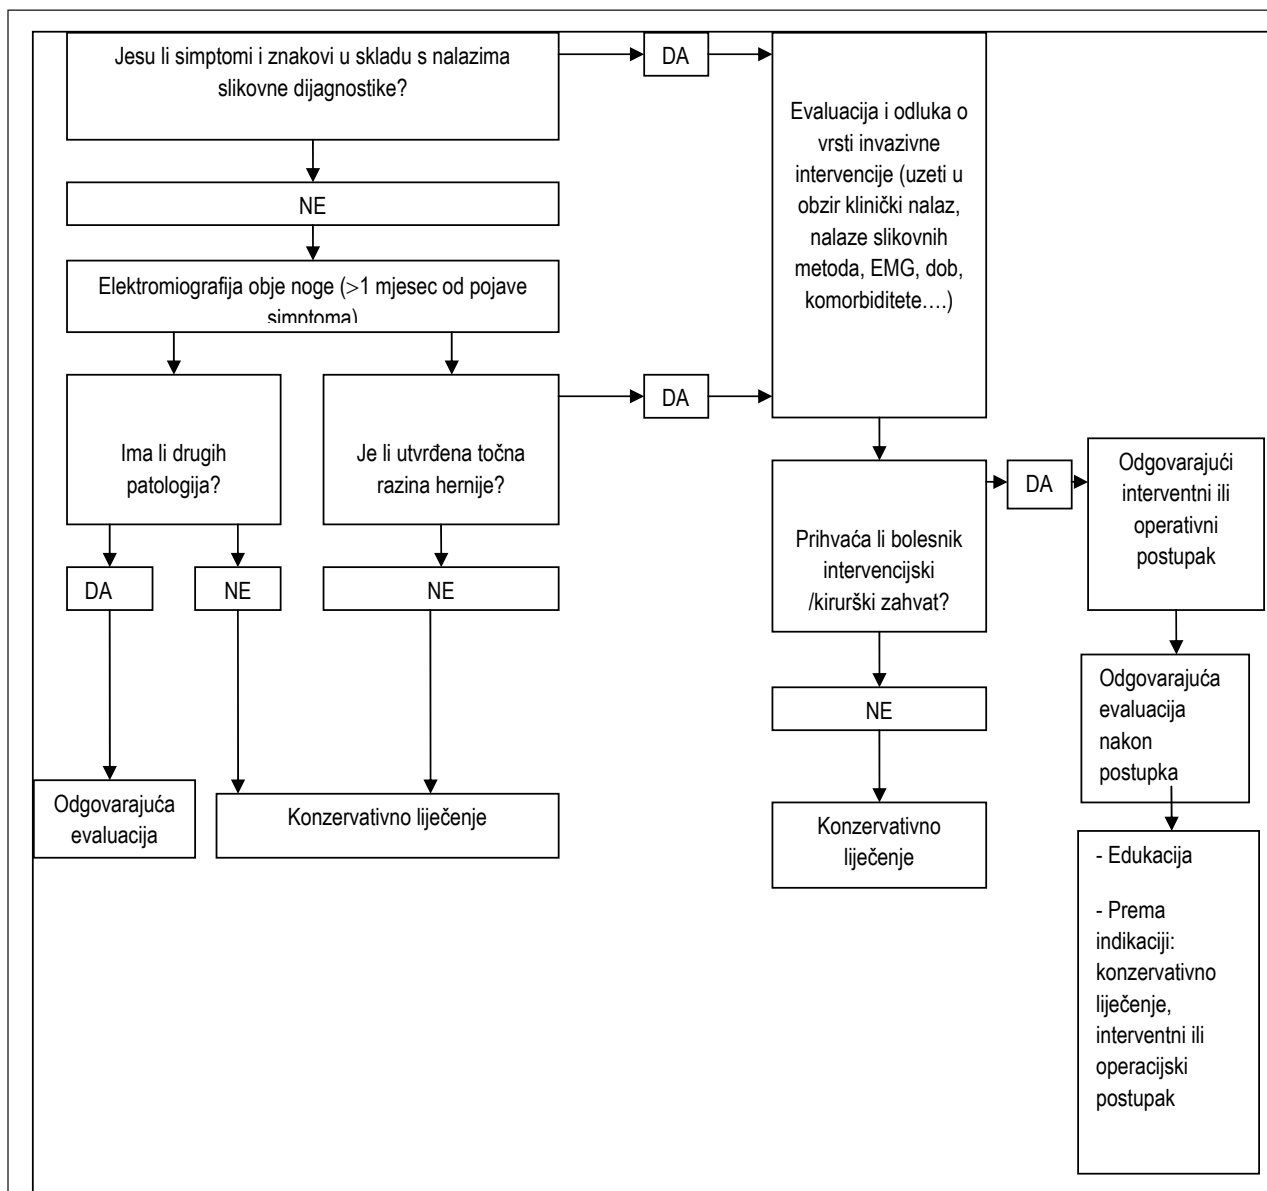 Jesu li simptomi i znakovi u skladu s nalazima
slikovne dijagnostike?
DA
Evaluacija i odluka o
vrsti invazivne
intervencije (uzeti u
obzir klinički nalaz,
nalaze slikovnih
metoda, EMG, dob,
komorbiditete....)
NE
Elektromiografija obje noge (>1 mjesec od pojave
simptoma)
Ima li drugih
patologija?
Je li utvrđena točna
razina hernije?
DA
DA
NE
NE
Prihvaća li bolesnik
intervencijski
/kirurški zahvat?
DA
Odgovarajući
interventni ili
operativni
postupak
NE
Odgovarajuća
evaluacija
nakon
postupka
Odgovarajuća
evaluacija
Konzervativno liječenje
Konzervativno
liječenje
- Edukacija
- Prema
indikaciji:
konzervativno
liječenje,
interventni ili
operacijski
postupak